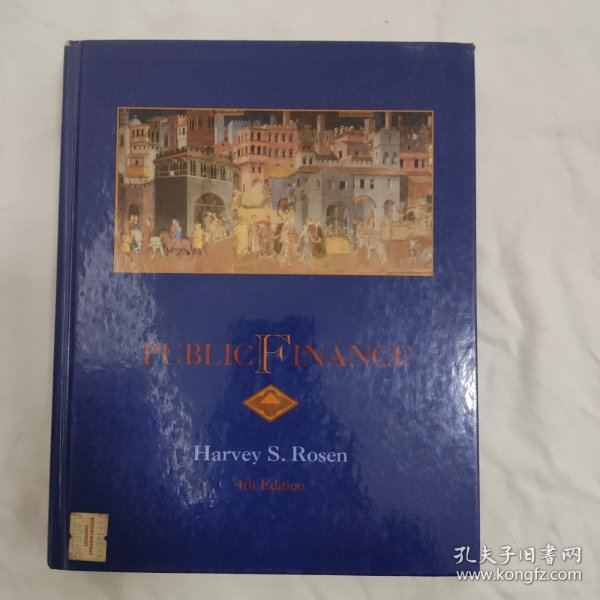 PUBLIC FINANCE
Harvey S. Rosen
4th Edition
孔夫子旧书网
www.kongfz.com